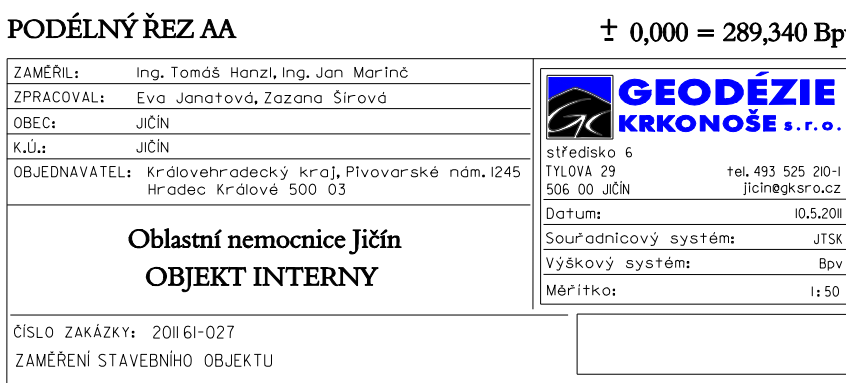 PODÉLNÝ ŘEZ AA
± 0,000 = 289,340 Bpv
ZAMĚŘIL: Ing. Tomáš Hanzl, Ing. Jan Marinč
ZPRACOVAL: Eva Janatová, Zazana Šírová
OBEC: JIČÍN
K.Ú.: JIČÍN
OBJEDNAVATEL: Královehradecký kraj, Pivovarské nám. 1245
Hradec Králové 500 03
Oblastní nemocnice Jičín
OBJEKT INTERNY
ČÍSLO ZAKÁZKY: 2011 61-027
ZAMĚŘENÍ STAVEBNÍHO OBJEKTU
GK
GEODÉZIE
KRKONOŠE s.r.o.
středisko 6
TYLOVA 29 tel. 493 525 210-1
506 00 JIČÍN jicin@gksro.cz
Datum: 10.5.2011
Souřadnicový systém: JTSK
Výškový systém: Bpv
Měřítko: 1:50